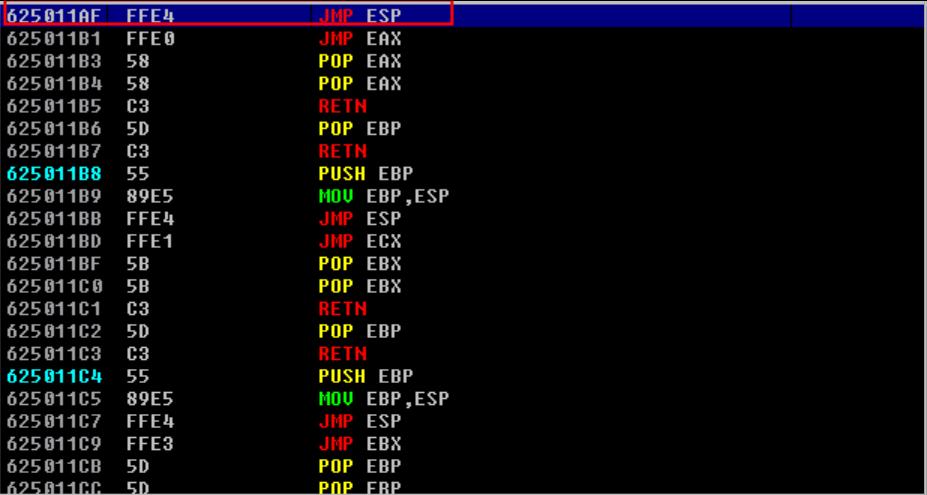 625011AF FFE4 JMP ESP
625011B1 FFE0 JMP EAX
625011B3 58 POP EAX
625011B4 58 POP EAX
625011B5 C3 RETN
625011B6 5D POP EBP
625011B7 C3 RETN
625011B8 55 PUSH EBP
625011B9 89E5 MOV EBP,ESP
625011BB FFE4 JMP ESP
625011BD FFE1 JMP ECX
625011BF 5B POP EBX
625011C0 5B POP EBX
625011C1 C3 RETN
625011C2 5D POP EBP
625011C3 C3 RETN
625011C4 55 PUSH EBP
625011C5 89E5 MOV EBP,ESP
625011C7 FFE4 JMP ESP
625011C9 FFE3 JMP EBX
625011CB 5D POP EBP
625011CC 5D POP EBP